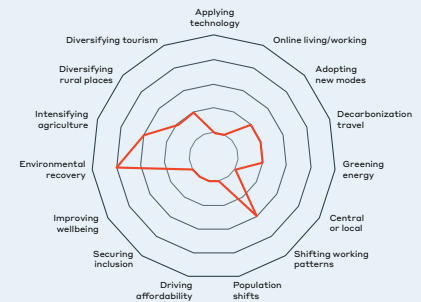 Applying
technology
Online living/working
Adopting
new modes
Decarbonization
travel
Greening
energy
Central
or local
Shifting working
patterns
Population
shifts
Driving
affordability
Securing
inclusion
Improving
wellbeing
Environmental
recovery
Intensifying
agriculture
Diversifying
rural places
Diversifying tourism